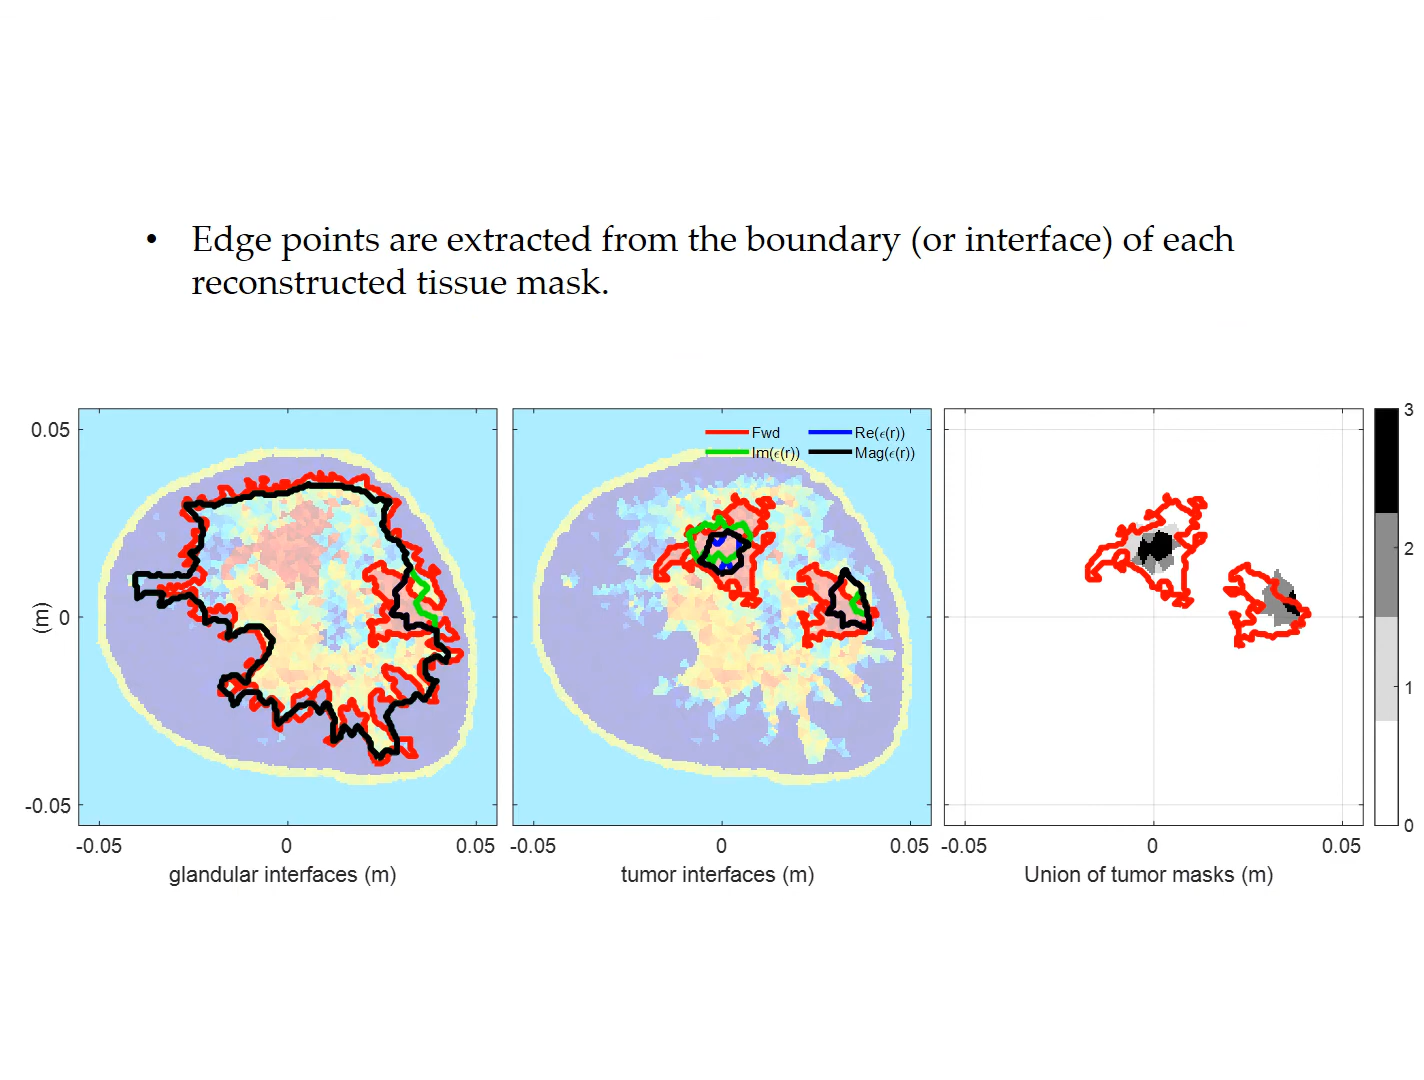 • Edge points are extracted from the boundary (or interface) of each
reconstructed tissue mask.
0.05
0
-0.05
(m)
-0.05 0 0.05
glandular interfaces (m)
Fwd Re(ϵ(r))
Im(ϵ(r)) Mag(ϵ(r))
-0.05 0 0.05
tumor interfaces (m)
-0.05 0 0.05
Union of tumor masks (m)
3
2
1
0